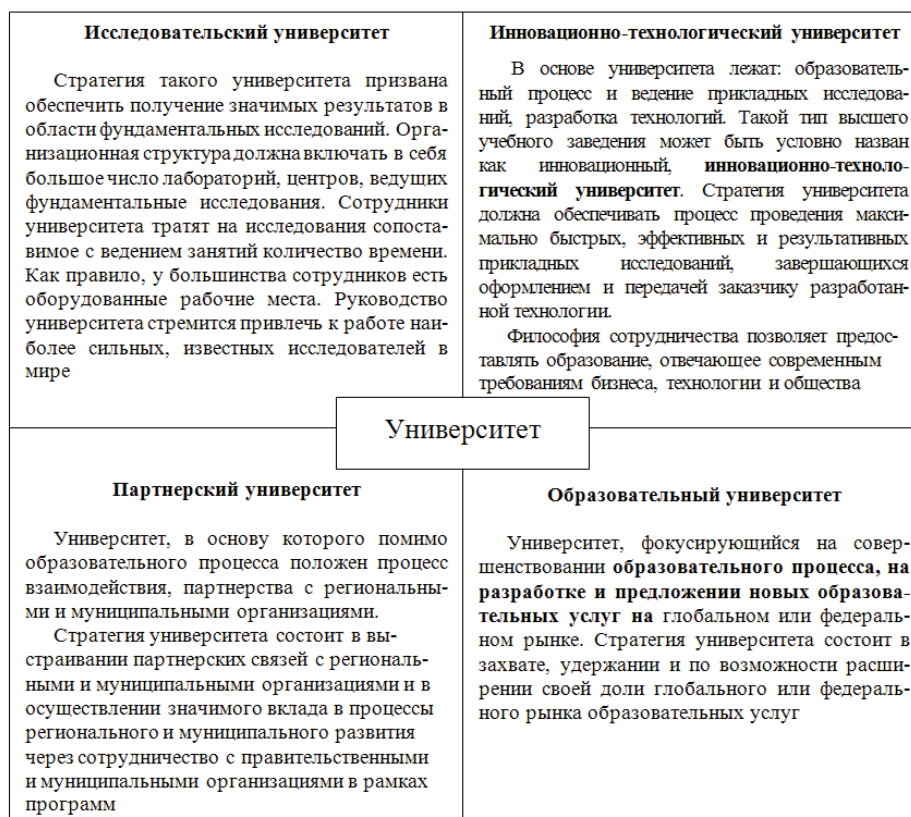 Исследовательский университет
Стратегия такого университета призвана
обеспечить получение значимых результатов в
области фундаментальных исследований. Орга-
низационная структура должна включать в себя
большое число лабораторий, центров, ведущих
фундаментальные исследования. Сотрудники
университета тратят на исследования сопоста-
вимое с ведением занятий количество времени.
Как правило, у большинства сотрудников есть
оборудованные рабочие места. Руководство
университета стремится привлечь к работе наи-
более сильных, известных исследователей в
мире
Инновационно-технологический университет
В основе университета лежат: образователь-
ный процесс и ведение прикладных исследова-
ний, разработка технологий. Такой тип высшего
учебного заведения может быть условно назван
как инновационный, инновационно-техноло-
гический университет. Стратегия университета
должна обеспечивать процесс проведения макси-
мально быстрых, эффективных и результативных
прикладных исследований, завершающихся
оформлением и передачей заказчику разработан-
ной технологии.
Философия сотрудничества позволяет предос-
тавлять образование, отвечающее современным
требованиям бизнеса, технологии и общества
Университет
Партнерский университет
Университет, в основу которого помимо
образовательного процесса положен процесс
взаимодействия, партнерства с региональны-
ми и муниципальными организациями.
Стратегия университета состоит в вы-
страивании партнерских связей с региональ-
ными и муниципальными организациями и в
осуществлении значимого вклада в процессы
регионального и муниципального развития
через сотрудничество с правительственными
и муниципальными организациями в рамках
программ
Образовательный университет
Университет, фокусирующийся на совер-
шенствовании образовательного процесса, на
разработке и предложении новых образова-
тельных услуг на глобальном или федераль-
ном рынке. Стратегия университета состоит в
захвате, удержании и по возможности расши-
рении своей доли глобального или федераль-
ного рынка образовательных услуг